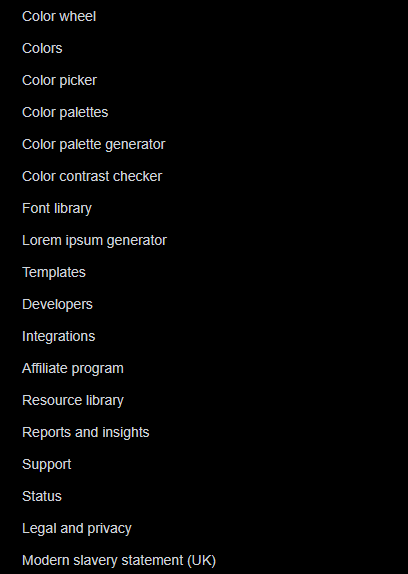 Color wheel
Colors
Color picker
Color palettes
Color palette generator
Color contrast checker
Font library
Lorem ipsum generator
Templates
Developers
Integrations
Affiliate program
Resource library
Reports and insights
Support
Status
Legal and privacy
Modern slavery statement (UK)